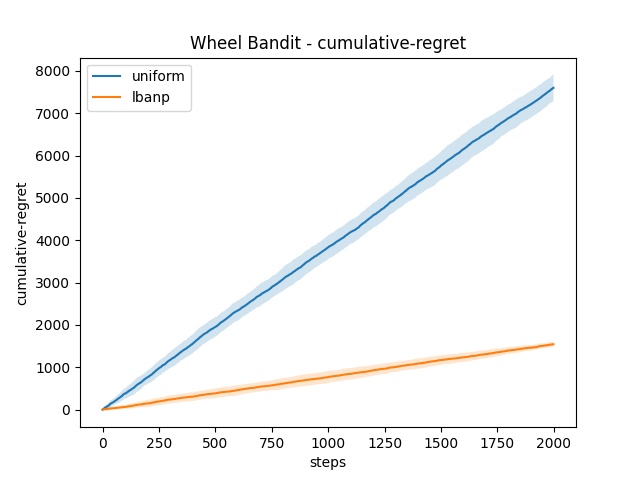 Wheel Bandit - cumulative-regret
uniform
lbanp
cumulative-regret
8000
7000
6000
5000
4000
3000
2000
1000
0
0 250 500 750 1000 1250 1500 1750 2000
steps